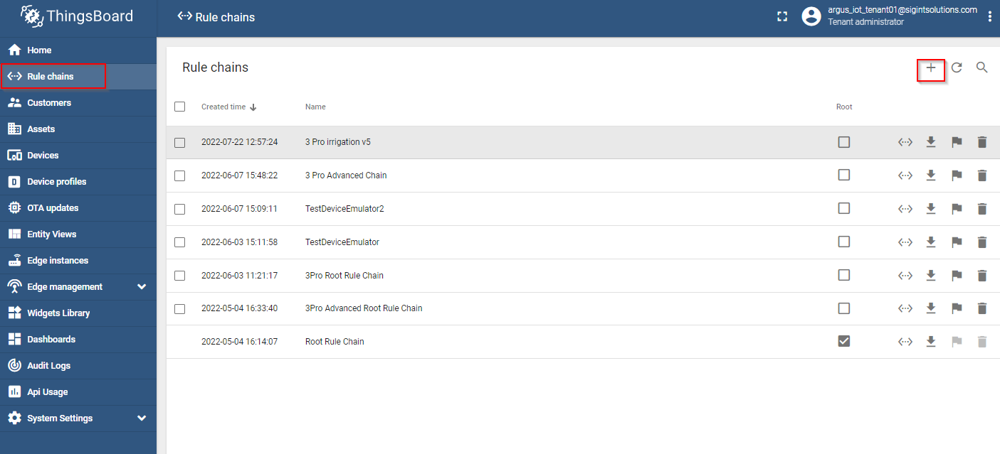 ThingsBoard
Rule chains
argus_iot_tenant01@sigintsolutions.com
Tenant administrator
Home
Rule chains
Customers
Assets
Devices
Device profiles
OTA updates
Entity Views
Edge instances
Edge management
Widgets Library
Dashboards
Audit Logs
Api Usage
System Settings
Rule chains
Created time Name Root
2022-07-22 12:57:24 3 Pro irrigation v5
2022-06-07 15:48:22 3 Pro Advanced Chain
2022-06-07 15:09:11 TestDeviceEmulator2
2022-06-03 15:11:58 TestDeviceEmulator
2022-06-03 11:21:17 3Pro Root Rule Chain
2022-05-04 16:33:40 3Pro Advanced Root Rule Chain
2022-05-04 16:14:07 Root Rule Chain